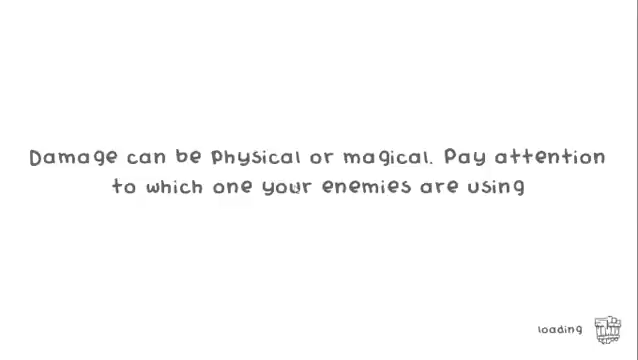 Damage can be physical or magical. Pay attention
to which one your enemies are using
loading